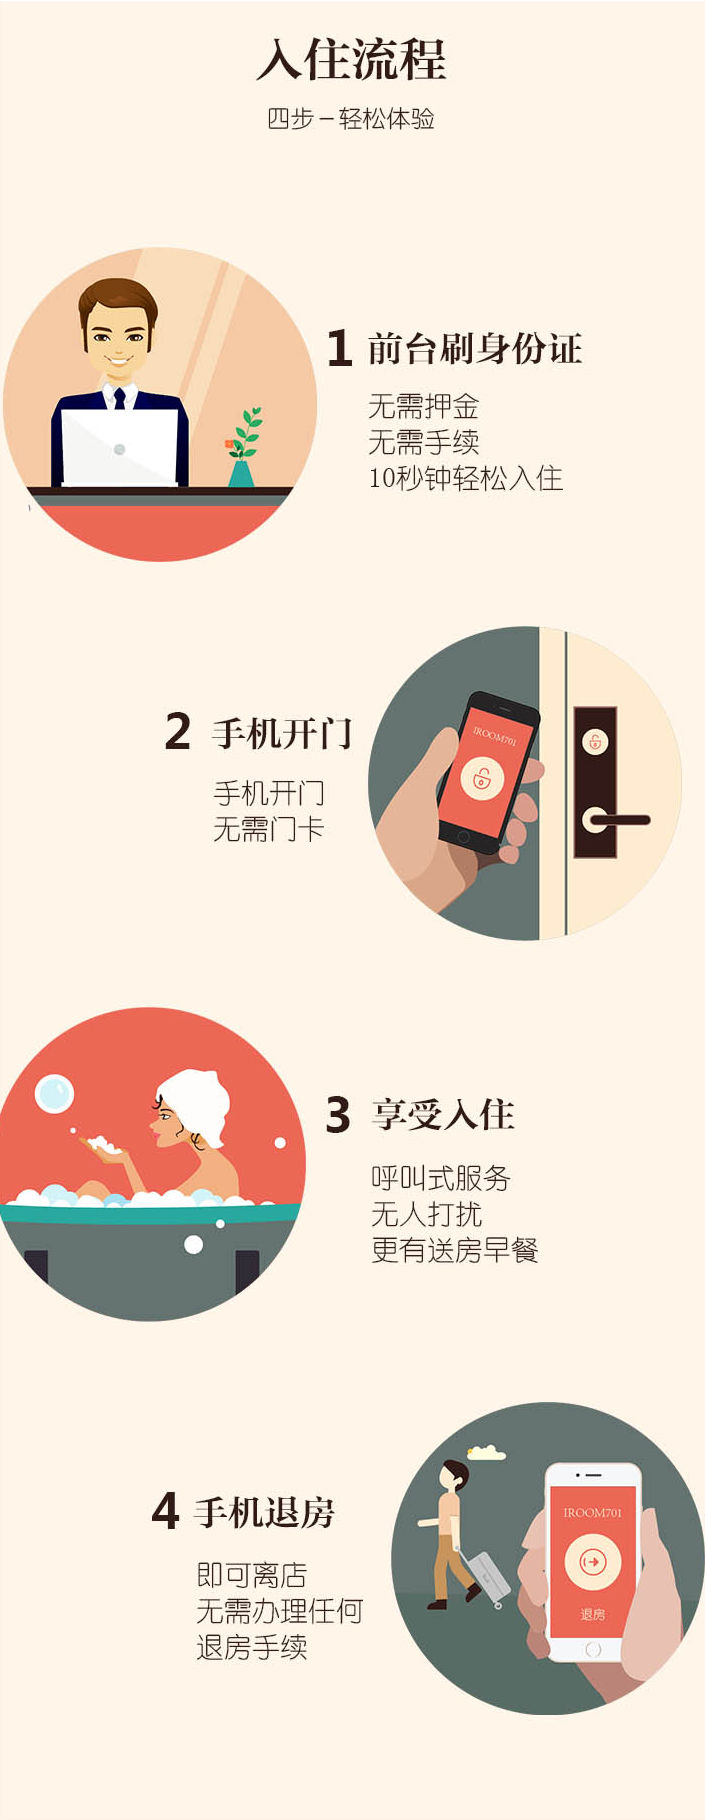 入住流程
四步－轻松体验
1 前台刷身份证
无需押金
无需手续
10秒钟轻松入住
2 手机开门
手机开门
无需门卡
IROOM701
3 享受入住
呼叫式服务
无人打扰
更有送房早餐
4 手机退房
即可离店
无需办理任何
退房手续
IROOM701
退房